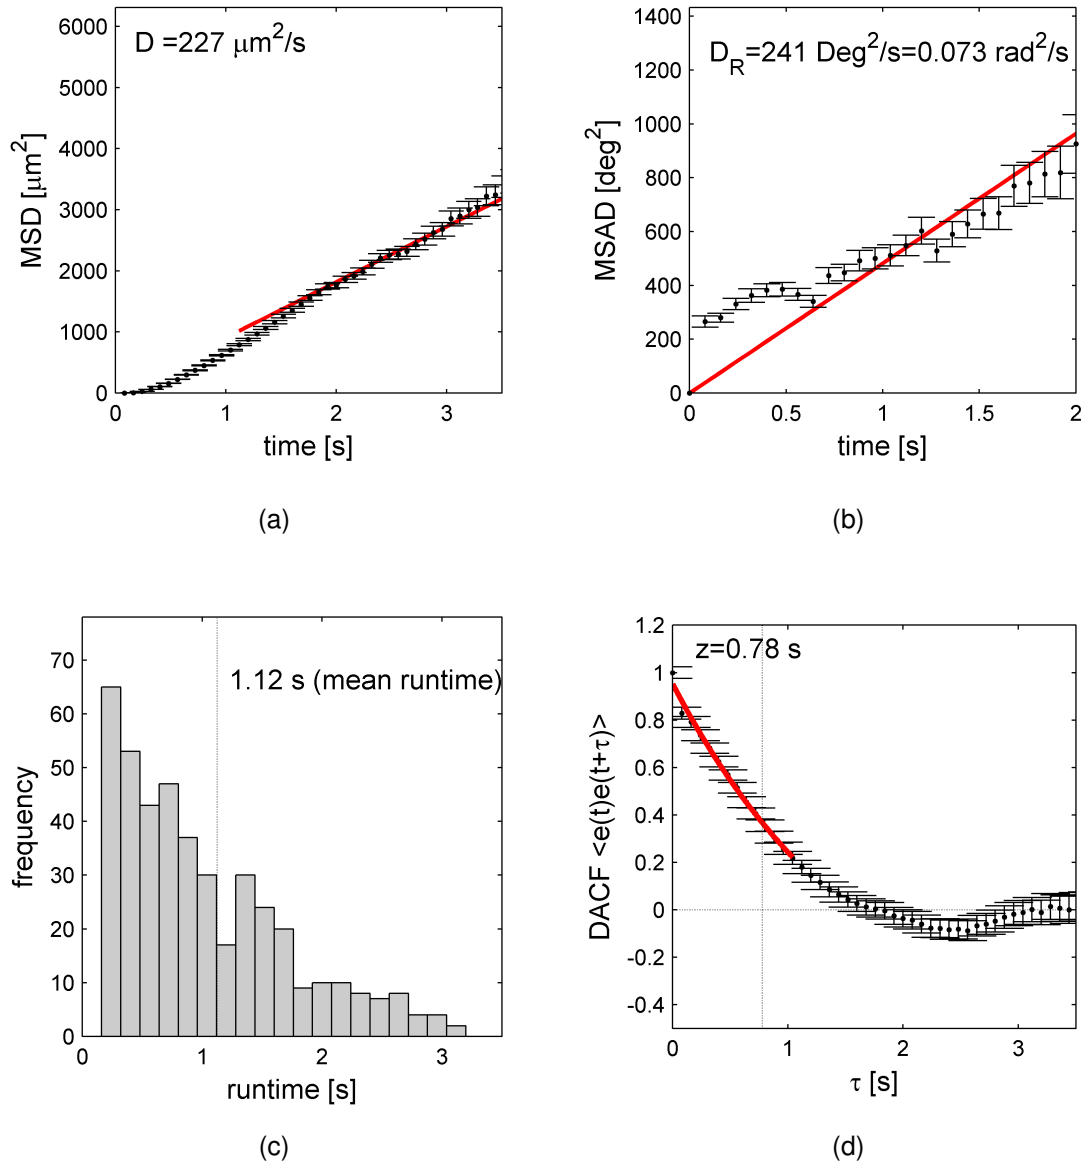 D =227 μm²/s
MSD [μm²]
6000
5000
4000
3000
2000
1000
0
0 1 2 3
time [s]
(a)
D_R=241 Deg²/s=0.073 rad²/s
MSAD [deg²]
1400
1200
1000
800
600
400
200
0
0 0.5 1 1.5 2
time [s]
(b)
1.12 s (mean runtime)
frequency
70
60
50
40
30
20
10
0
0 1 2 3
runtime [s]
(c)
z=0.78 s
DACF <e(t)e(t+τ)>
1.2
1
0.8
0.6
0.4
0.2
0
-0.2
-0.4
0 1 2 3
τ [s]
(d)